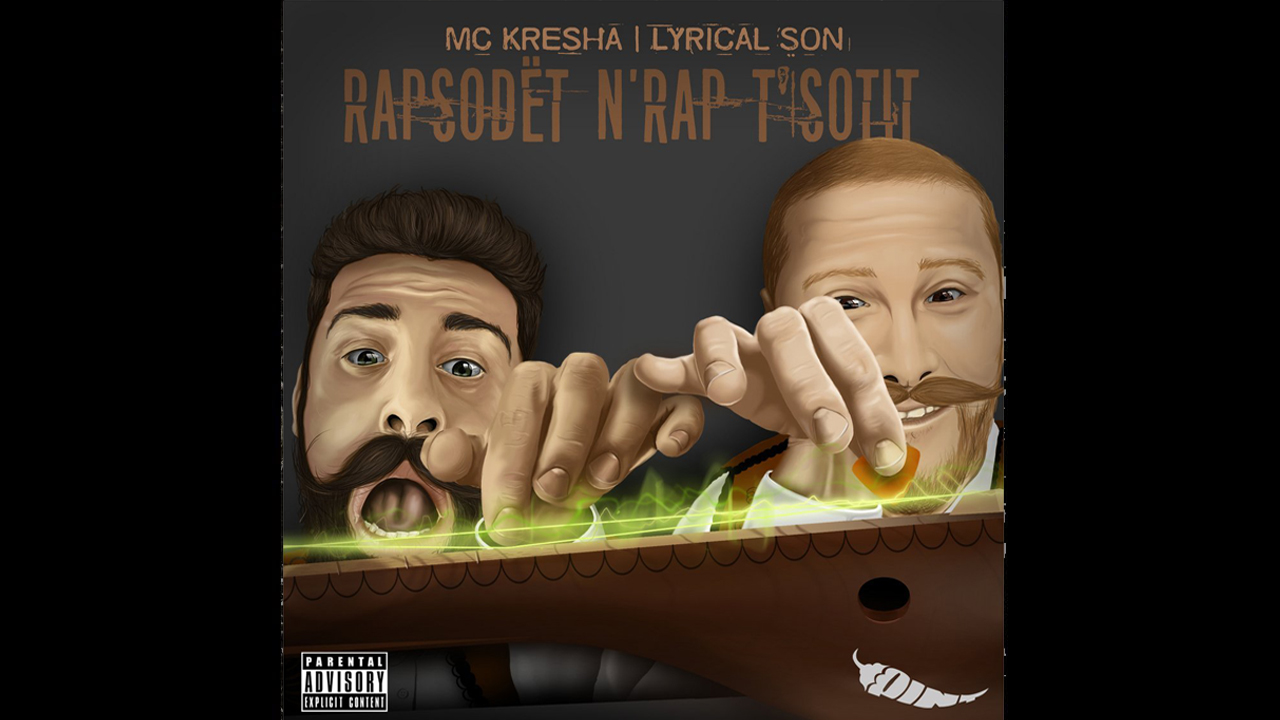 MC KRESHA | LYRICAL SON
RAPSODËT N'RAP T'SOTIT
PARENTAL
ADVISORY
EXPLICIT CONTENT